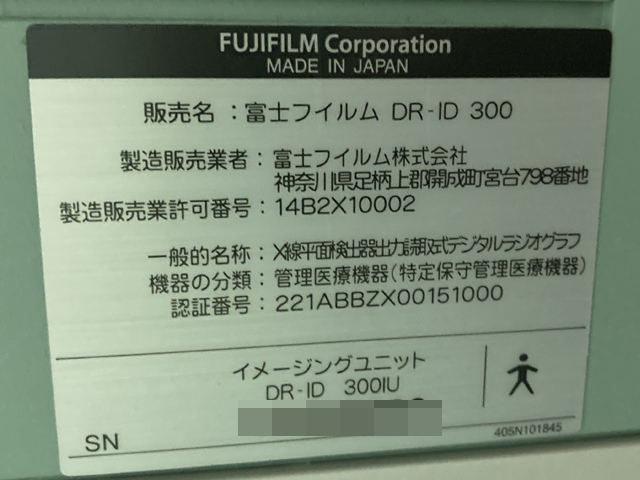 FUJIFILM Corporation
MADE IN JAPAN
販売名：富士フイルム DR-ID 300
製造販売業者：富士フイルム株式会社
神奈川県足柄上郡開成町宮台798番地
製造販売業許可番号：14B2X10002
一般的名称：X線平面検出器出力読取式デジタルラジオグラフ
機器の分類：管理医療機器(特定保守管理医療機器)
認証番号：221ABBZX00151000
イメージングユニット
DR-ID 300IU
SN
405N101845